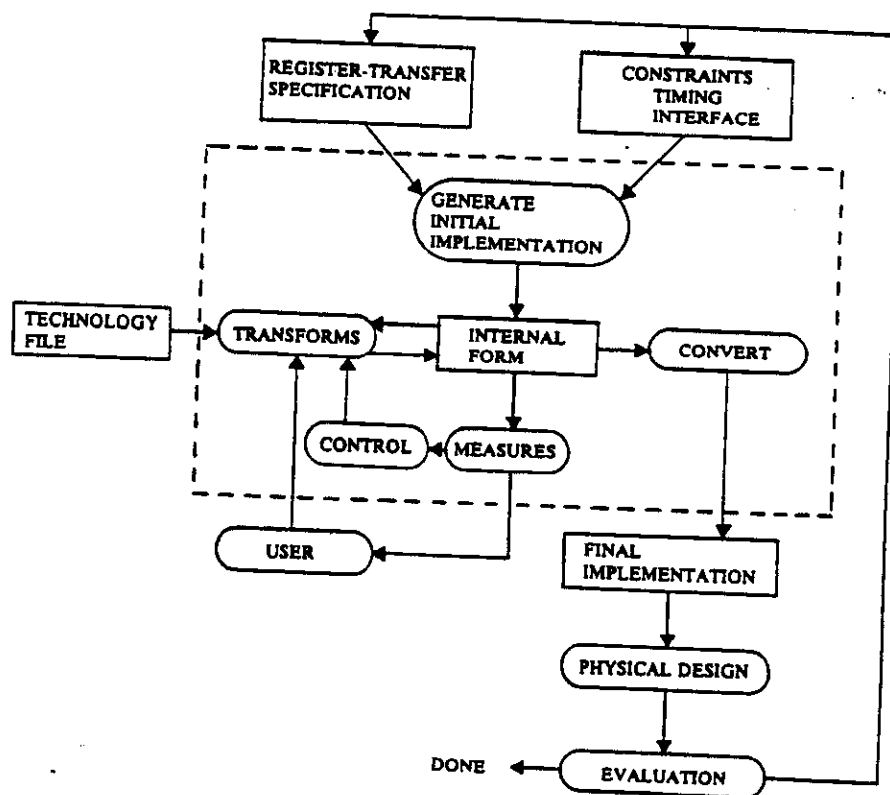 REGISTER-TRANSFER
SPECIFICATION
CONSTRAINTS
TIMING
INTERFACE
GENERATE
INITIAL
IMPLEMENTATION
TECHNOLOGY
FILE
TRANSFORMS
INTERNAL
FORM
CONVERT
CONTROL
MEASURES
USER
FINAL
IMPLEMENTATION
PHYSICAL DESIGN
DONE
EVALUATION